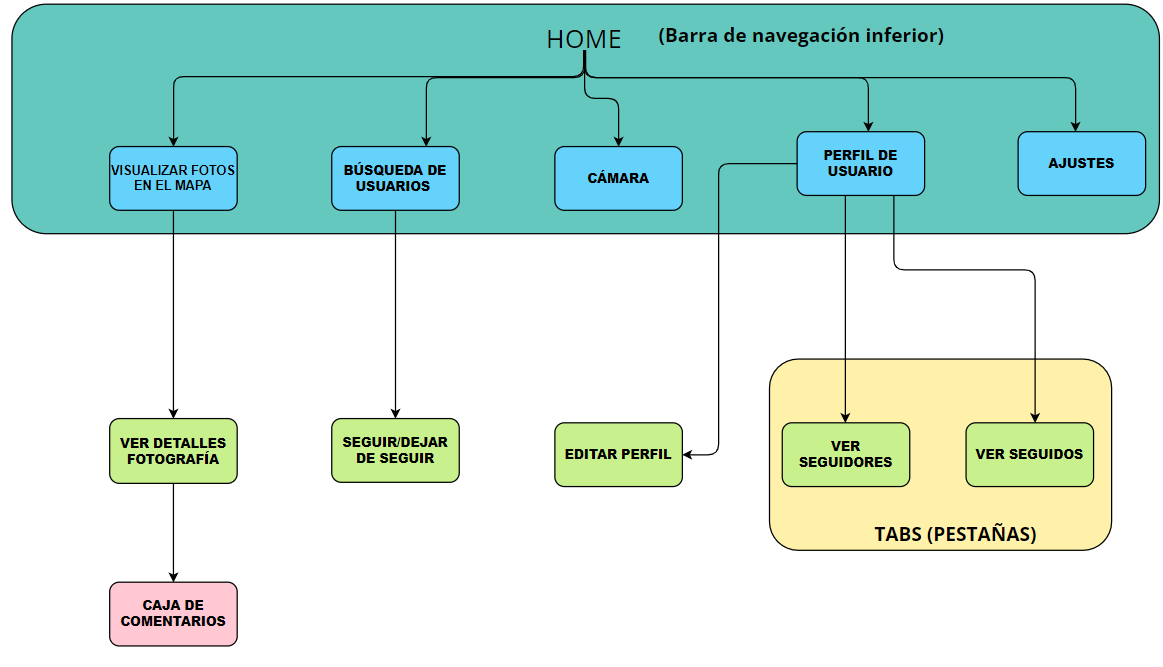 HOME (Barra de navegación inferior)
VISUALIZAR FOTOS
EN EL MAPA
BÚSQUEDA DE
USUARIOS
CÁMARA
PERFIL DE
USUARIO
AJUSTES
VER DETALLES
FOTOGRAFÍA
SEGUIR/DEJAR
DE SEGUIR
EDITAR PERFIL
VER
SEGUIDORES
VER SEGUIDOS
TABS (PESTAÑAS)
CAJA DE
COMENTARIOS